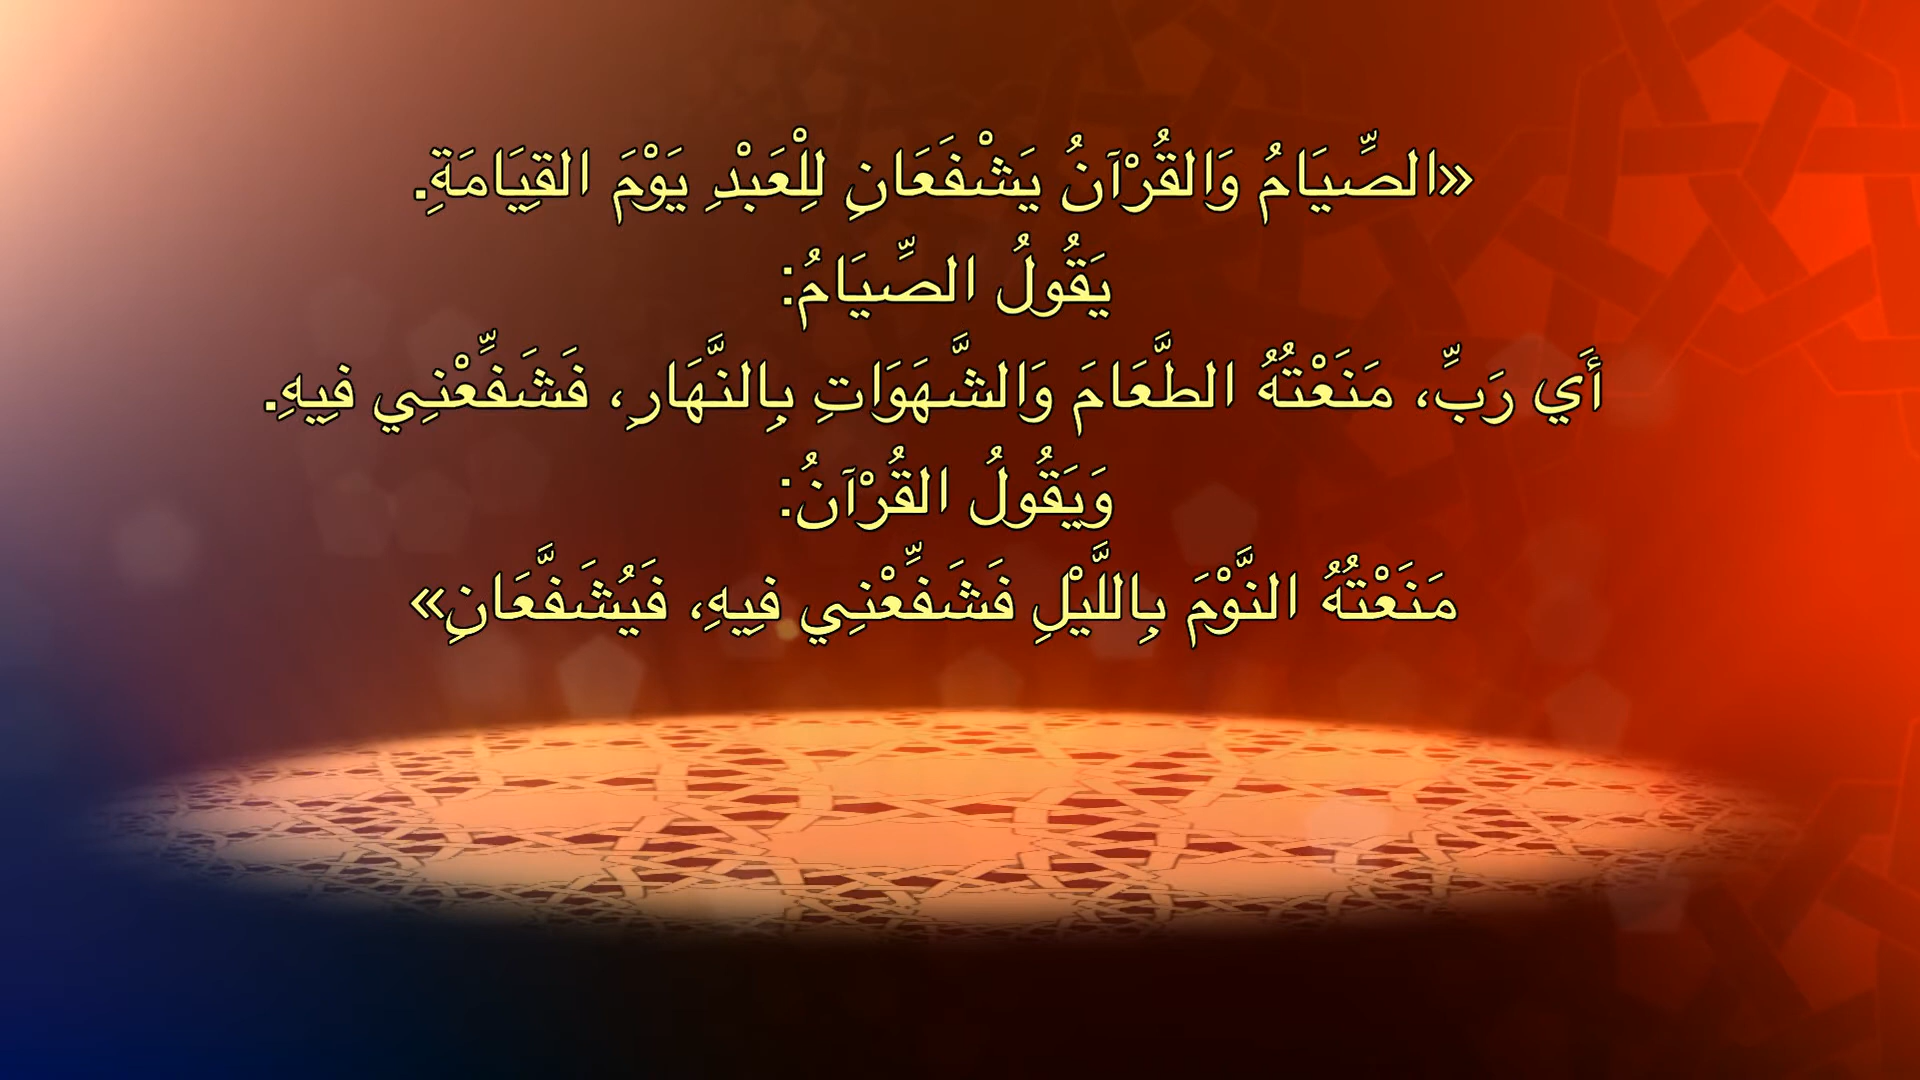 «الصِّيَامُ وَالقُرْآنُ يَشْفَعَانِ لِلْعَبْدِ يَوْمَ القِيَامَةِ.
يَقُولُ الصِّيَامُ:
أَي رَبِّ، مَنَعْتُهُ الطَّعَامَ وَالشَّهَوَاتِ بِالنَّهَارِ، فَشَفِّعْنِي فِيهِ.
وَيَقُولُ القُرْآنُ:
مَنَعْتُهُ النَّوْمَ بِاللَّيْلِ فَشَفِّعْنِي فِيهِ، فَيُشَفَّعَانِ»